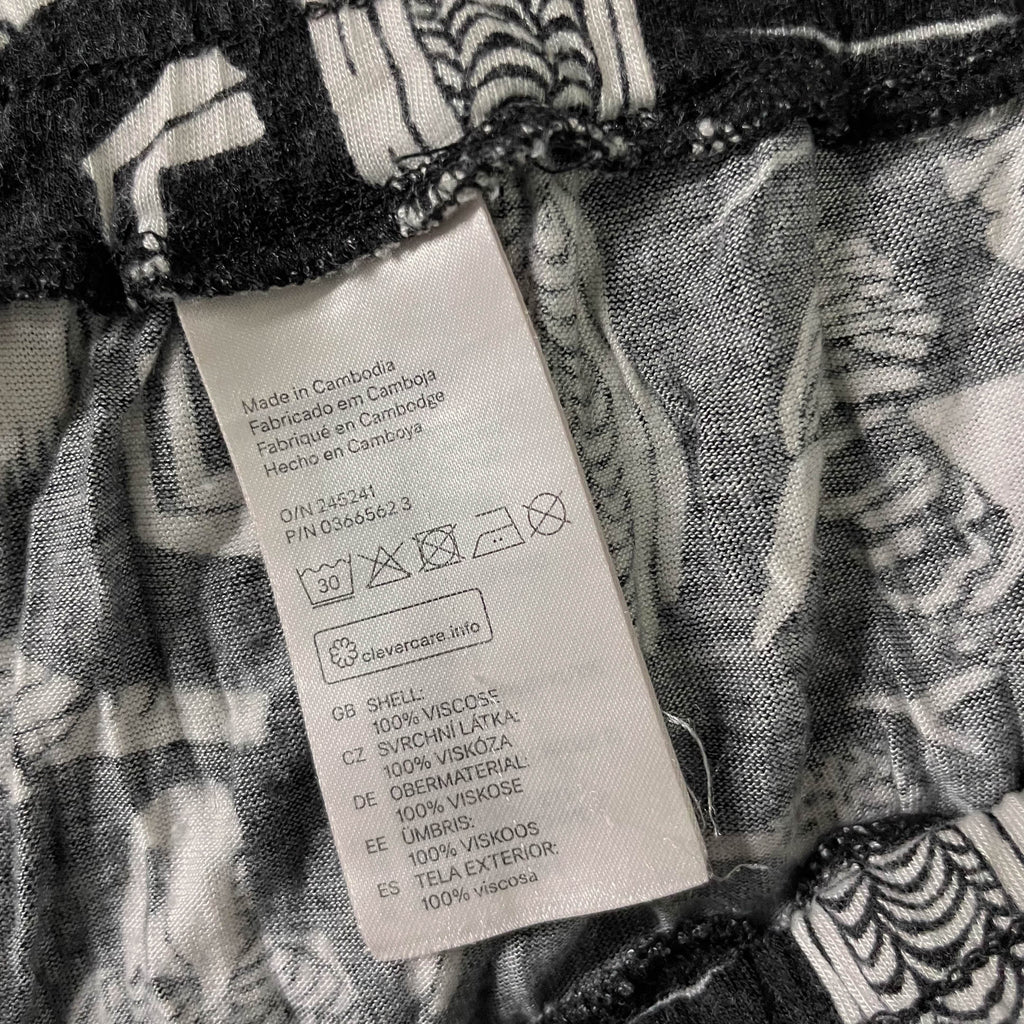 Made in Cambodia
Fabricado em Camboja
Fabriqué en Cambodge
Hecho en Camboya
O/N 245241
P/N 0366562 3
30
clevercare.info
GB SHELL:
100% VISCOSE
CZ SVRCHNÍ LÁTKA:
100% VISKÓZA
DE OBERMATERIAL:
100% VISKOSE
EE ÜMBRIS:
100% VISKOOS
ES TELA EXTERIOR:
100% viscosa